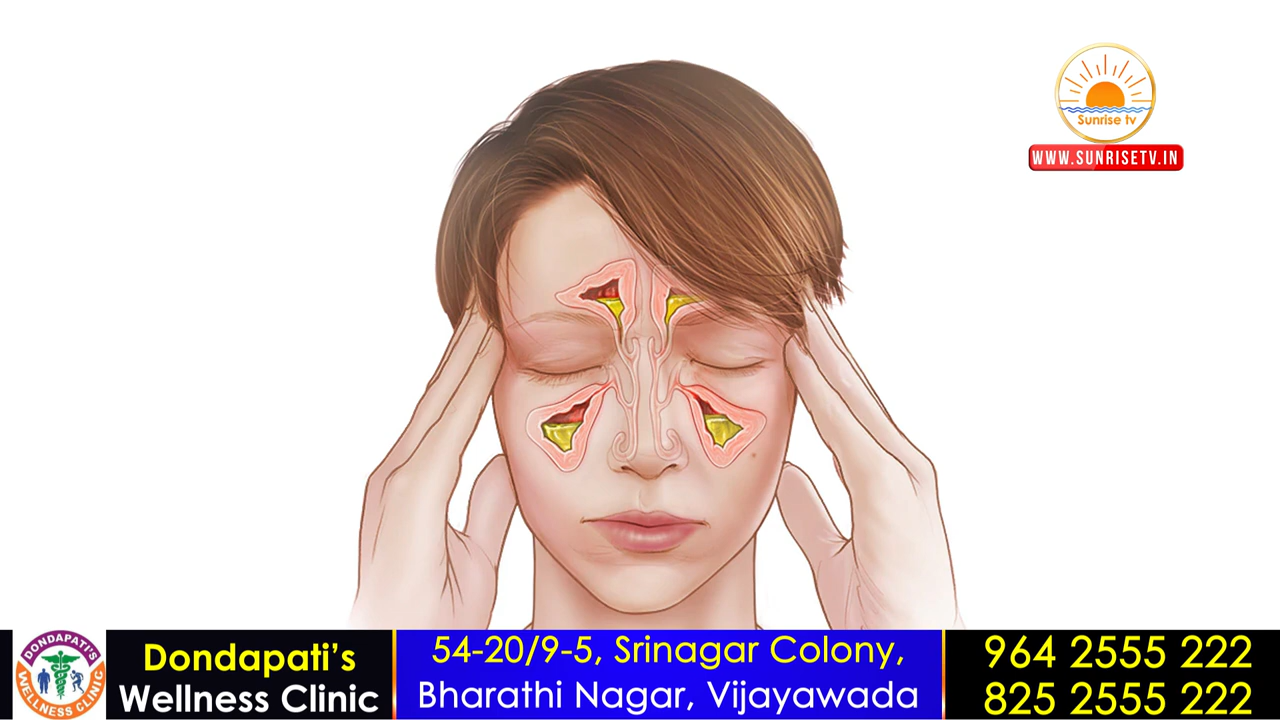 Sunrise tv
WWW.SUNRISETV.IN
DONDAPATI'S
WELLNESS CLINIC
Dondapati's
Wellness Clinic
54-20/9-5, Srinagar Colony,
Bharathi Nagar, Vijayawada
964 2555 222
825 2555 222